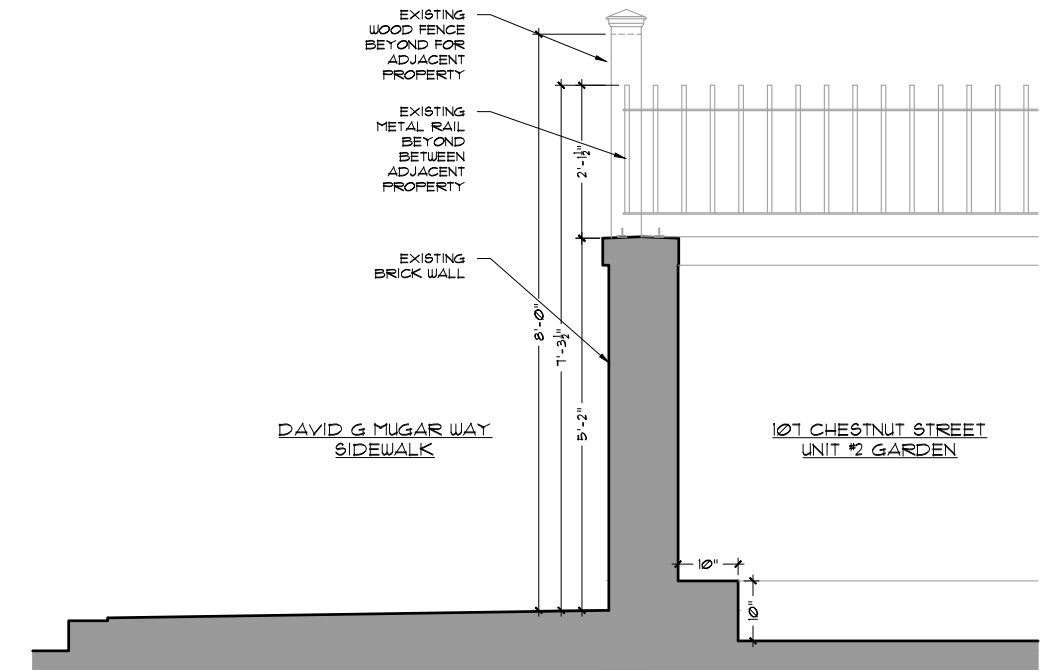 EXISTING
WOOD FENCE
BEYOND FOR
ADJACENT
PROPERTY
EXISTING
METAL RAIL
BEYOND
BETWEEN
ADJACENT
PROPERTY
2'-1½"
EXISTING
BRICK WALL
8'-0"
7'-3½"
5'-2"
DAVID G MUGAR WAY
SIDEWALK
107 CHESTNUT STREET
UNIT #2 GARDEN
10"
10"